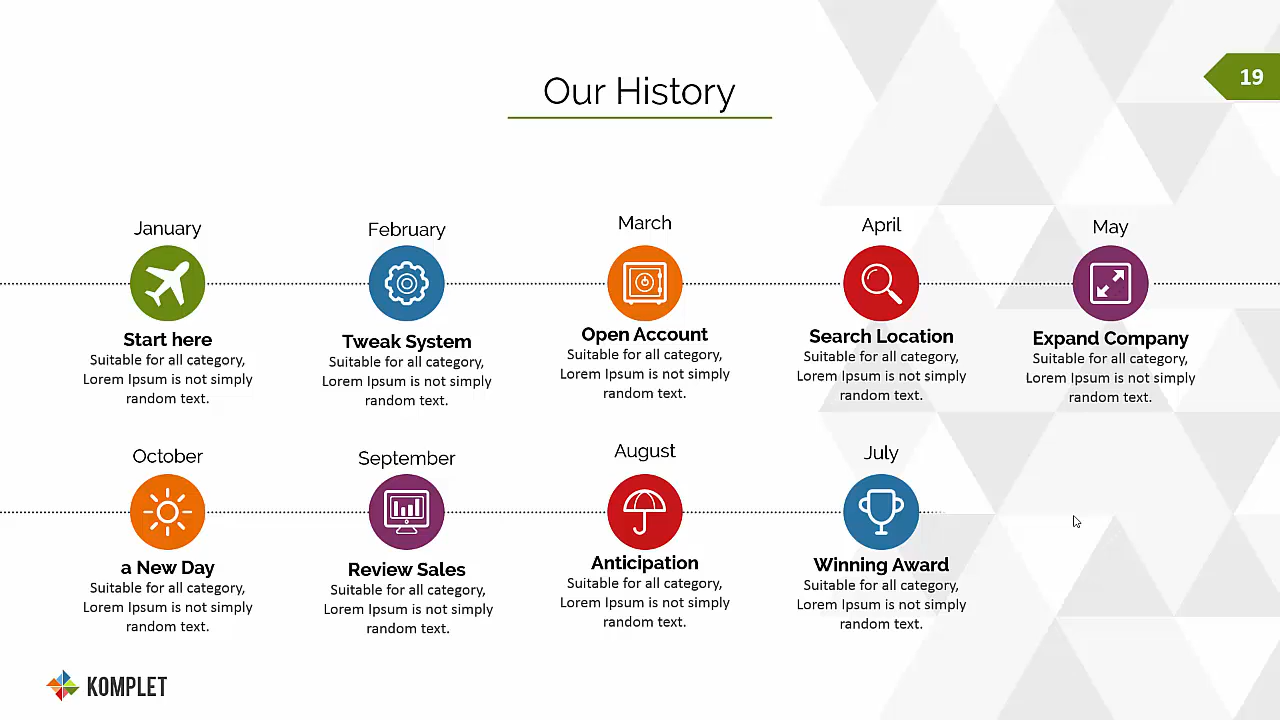 Our History
19
January
Start here
Suitable for all category,
Lorem Ipsum is not simply
random text.
February
Tweak System
Suitable for all category,
Lorem Ipsum is not simply
random text.
March
Open Account
Suitable for all category,
Lorem Ipsum is not simply
random text.
April
Search Location
Suitable for all category,
Lorem Ipsum is not simply
random text.
May
Expand Company
Suitable for all category,
Lorem Ipsum is not simply
random text.
October
a New Day
Suitable for all category,
Lorem Ipsum is not simply
random text.
September
Review Sales
Suitable for all category,
Lorem Ipsum is not simply
random text.
August
Anticipation
Suitable for all category,
Lorem Ipsum is not simply
random text.
July
Winning Award
Suitable for all category,
Lorem Ipsum is not simply
random text.
KOMPLET